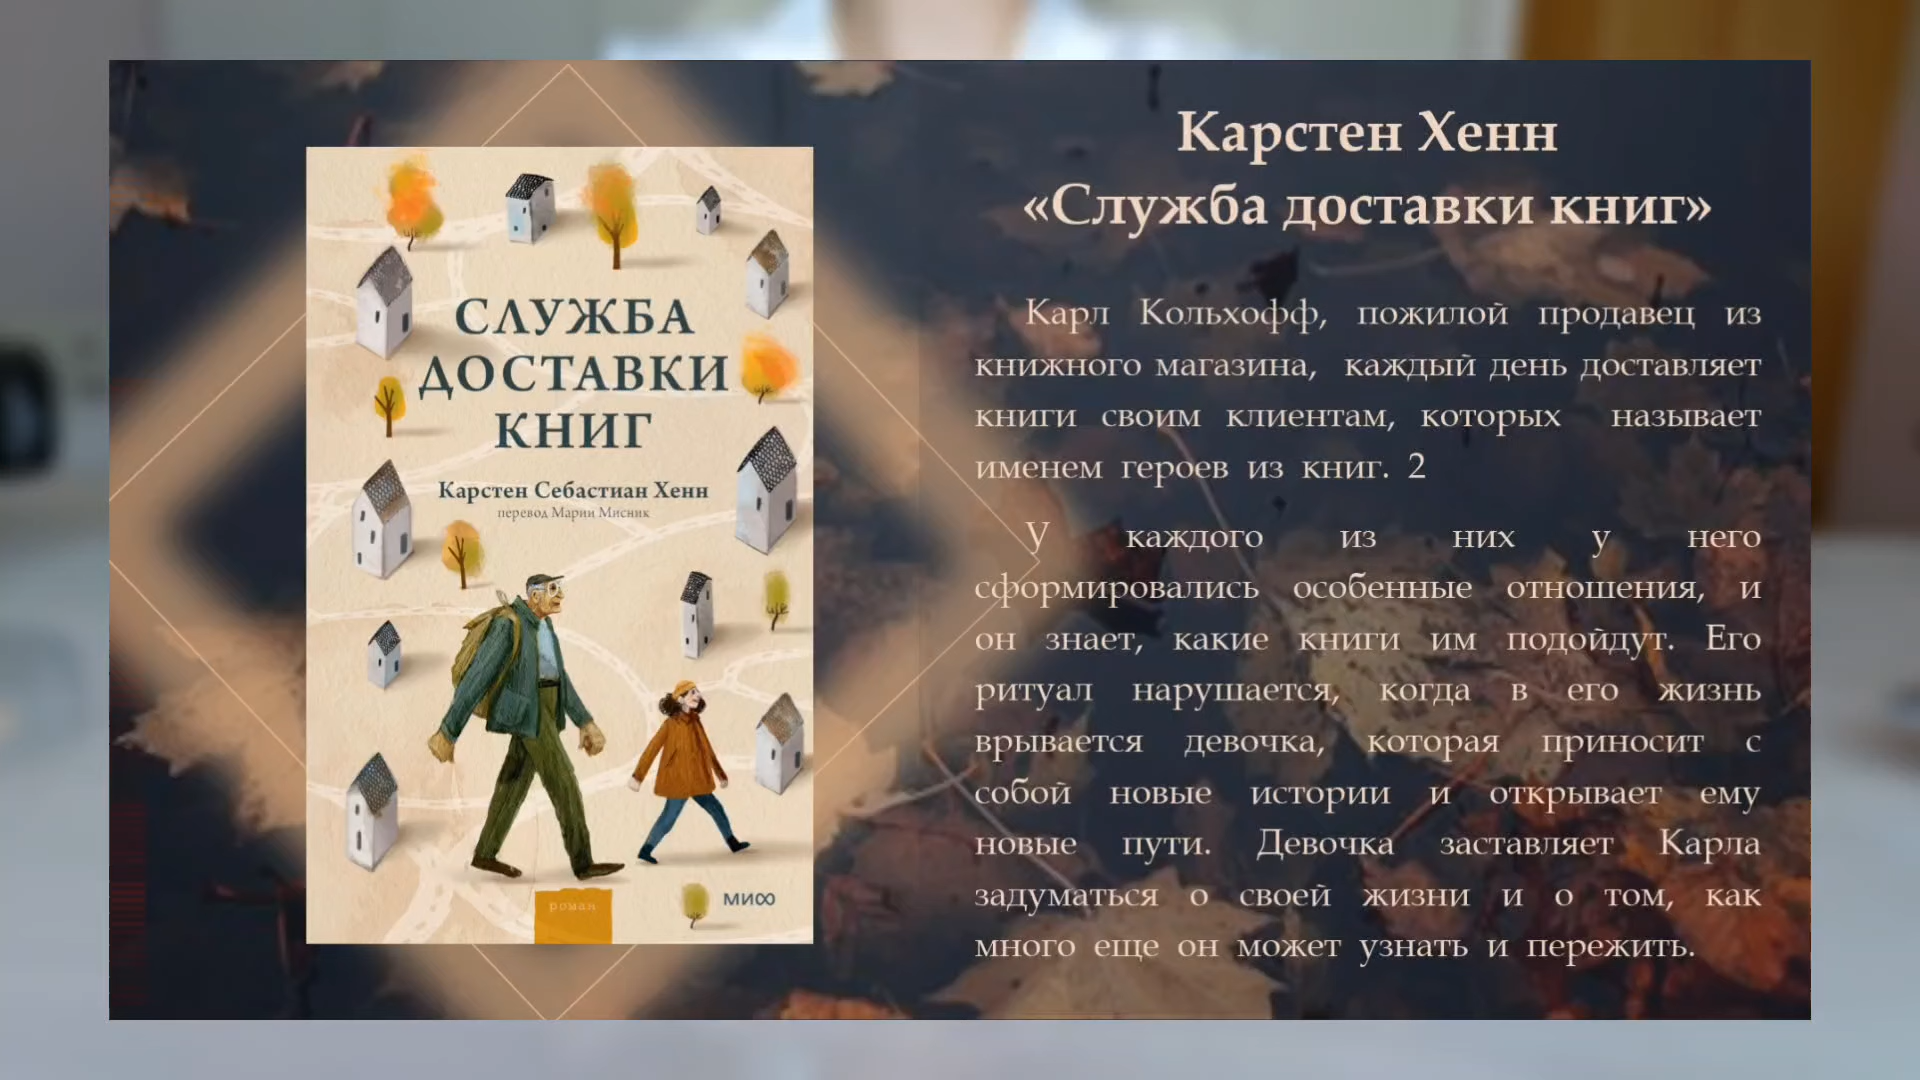 СЛУЖБА
ДОСТАВКИ
КНИГ
Карстен Себастиан Хенн
перевод Марии Мисник
роман
МИФ
Карстен Хенн
«Служба доставки книг»
Карл Кольхофф, пожилой продавец из
книжного магазина, каждый день доставляет
книги своим клиентам, которых называет
именем героев из книг. 2
У каждого из них у него
сформировались особенные отношения, и
он знает, какие книги им подойдут. Его
ритуал нарушается, когда в его жизнь
врывается девочка, которая приносит с
собой новые истории и открывает ему
новые пути. Девочка заставляет Карла
задуматься о своей жизни и о том, как
много еще он может узнать и пережить.